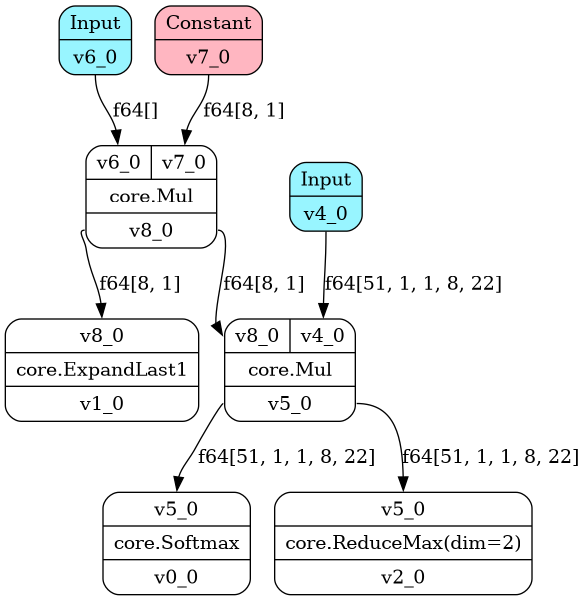 Input
v6_0
Constant
v7_0
f64[]
f64[8, 1]
v6_0 v7_0
core.Mul
v8_0
Input
v4_0
f64[8, 1]
f64[8, 1]
f64[51, 1, 1, 8, 22]
v8_0
core.ExpandLast1
v1_0
v8_0 v4_0
core.Mul
v5_0
f64[51, 1, 1, 8, 22]
f64[51, 1, 1, 8, 22]
v5_0
core.Softmax
v0_0
v5_0
core.ReduceMax(dim=2)
v2_0